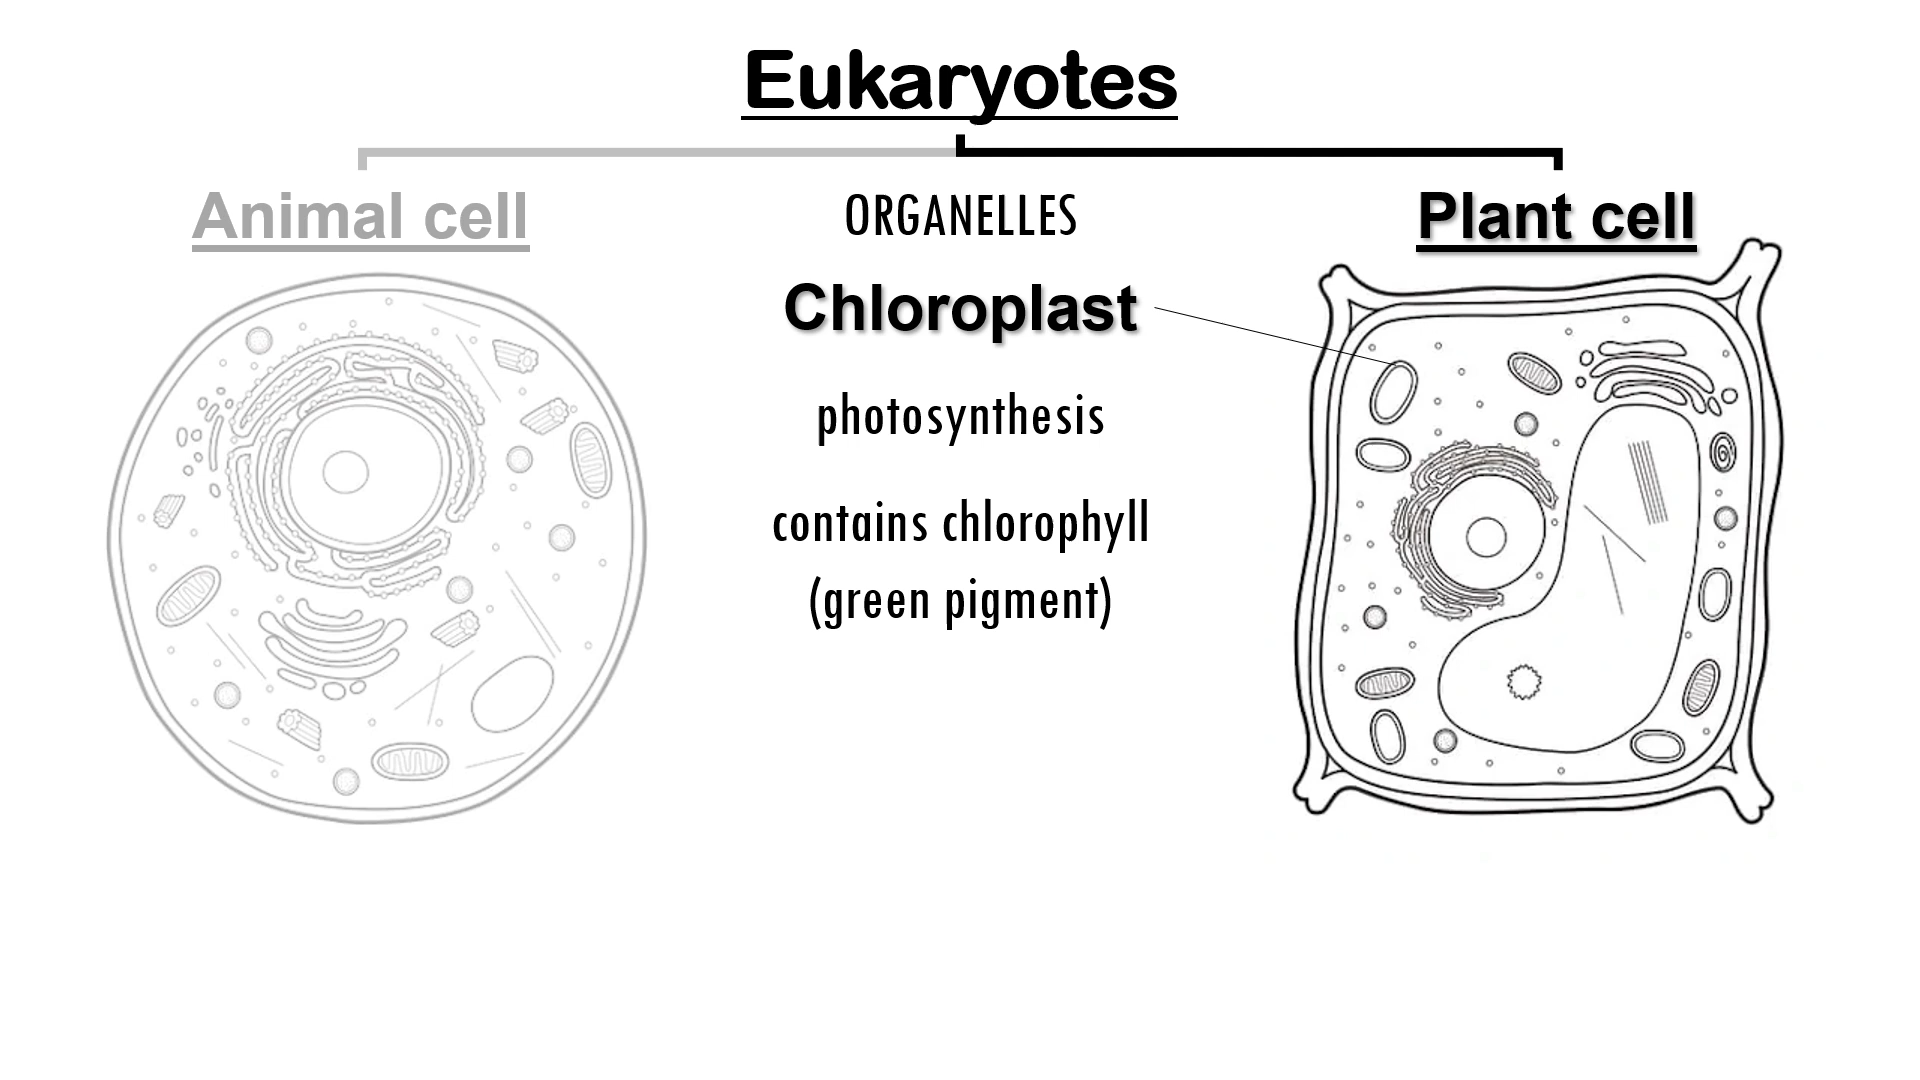 Eukaryotes
Animal cell
ORGANELLES
Plant cell
Chloroplast
photosynthesis
contains chlorophyll
(green pigment)